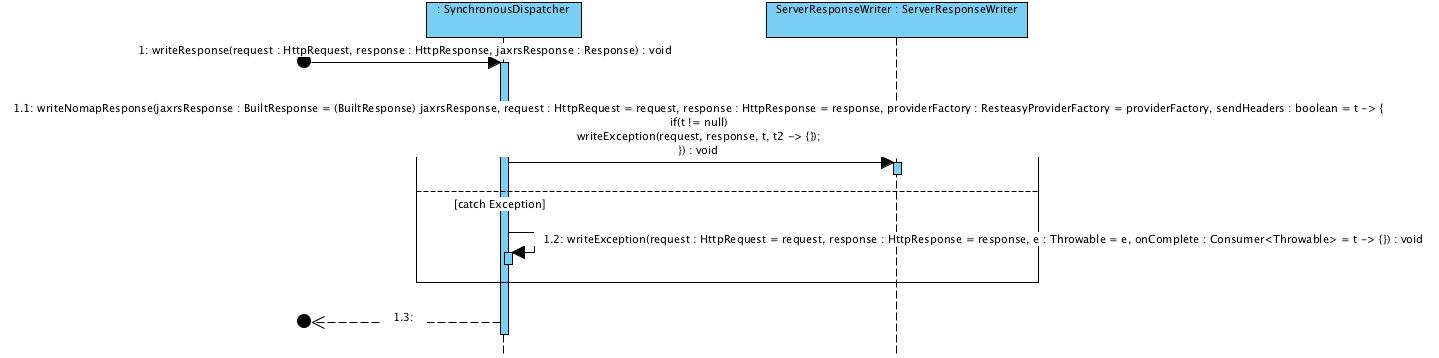 : SynchronousDispatcher
ServerResponseWriter : ServerResponseWriter
1: writeResponse(request : HttpRequest, response : HttpResponse, jaxrsResponse : Response) : void
1.1: writeNomapResponse(jaxrsResponse : BuiltResponse = (BuiltResponse) jaxrsResponse, request : HttpRequest = request, response : HttpResponse = response, providerFactory : ResteasyProviderFactory = providerFactory, sendHeaders : boolean = t -> {
if(t != null)
writeException(request, response, t, t2 -> {});
}) : void
[catch Exception]
1.2: writeException(request : HttpRequest = request, response : HttpResponse = response, e : Throwable = e, onComplete : Consumer<Throwable> = t -> {}) : void
1.3: